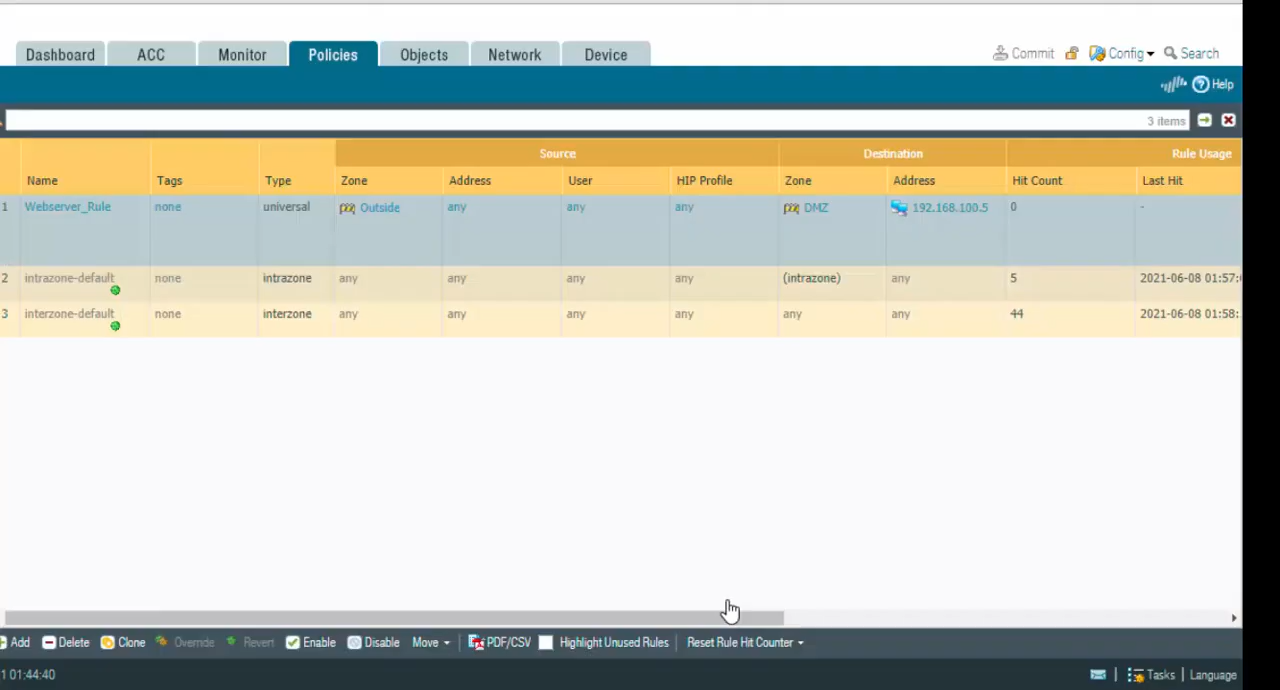 Dashboard ACC Monitor Policies Objects Network Device Commit Config Search
Help
3 items
Source Destination Rule Usage
Name Tags Type Zone Address User HIP Profile Zone Address Hit Count Last Hit
1 Webserver_Rule none universal Outside any any any DMZ 192.168.100.5 0 -
2 intrazone-default none intrazone any any any any (intrazone) any 5 2021-06-08 01:57:
3 interzone-default none interzone any any any any any any 44 2021-06-08 01:58:
Add Delete Clone Override Revert Enable Disable Move PDF/CSV Highlight Unused Rules Reset Rule Hit Counter
1 01:44:40 Tasks Language